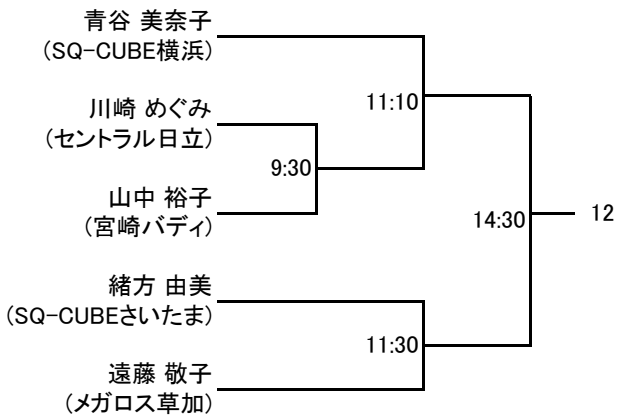 青谷 美奈子
(SQ-CUBE横浜)
11:10
川崎 めぐみ
(セントラル日立)
9:30
山中 裕子
(宮崎バディ)
14:30
12
緒方 由美
(SQ-CUBEさいたま)
11:30
遠藤 敬子
(メガロス草加)